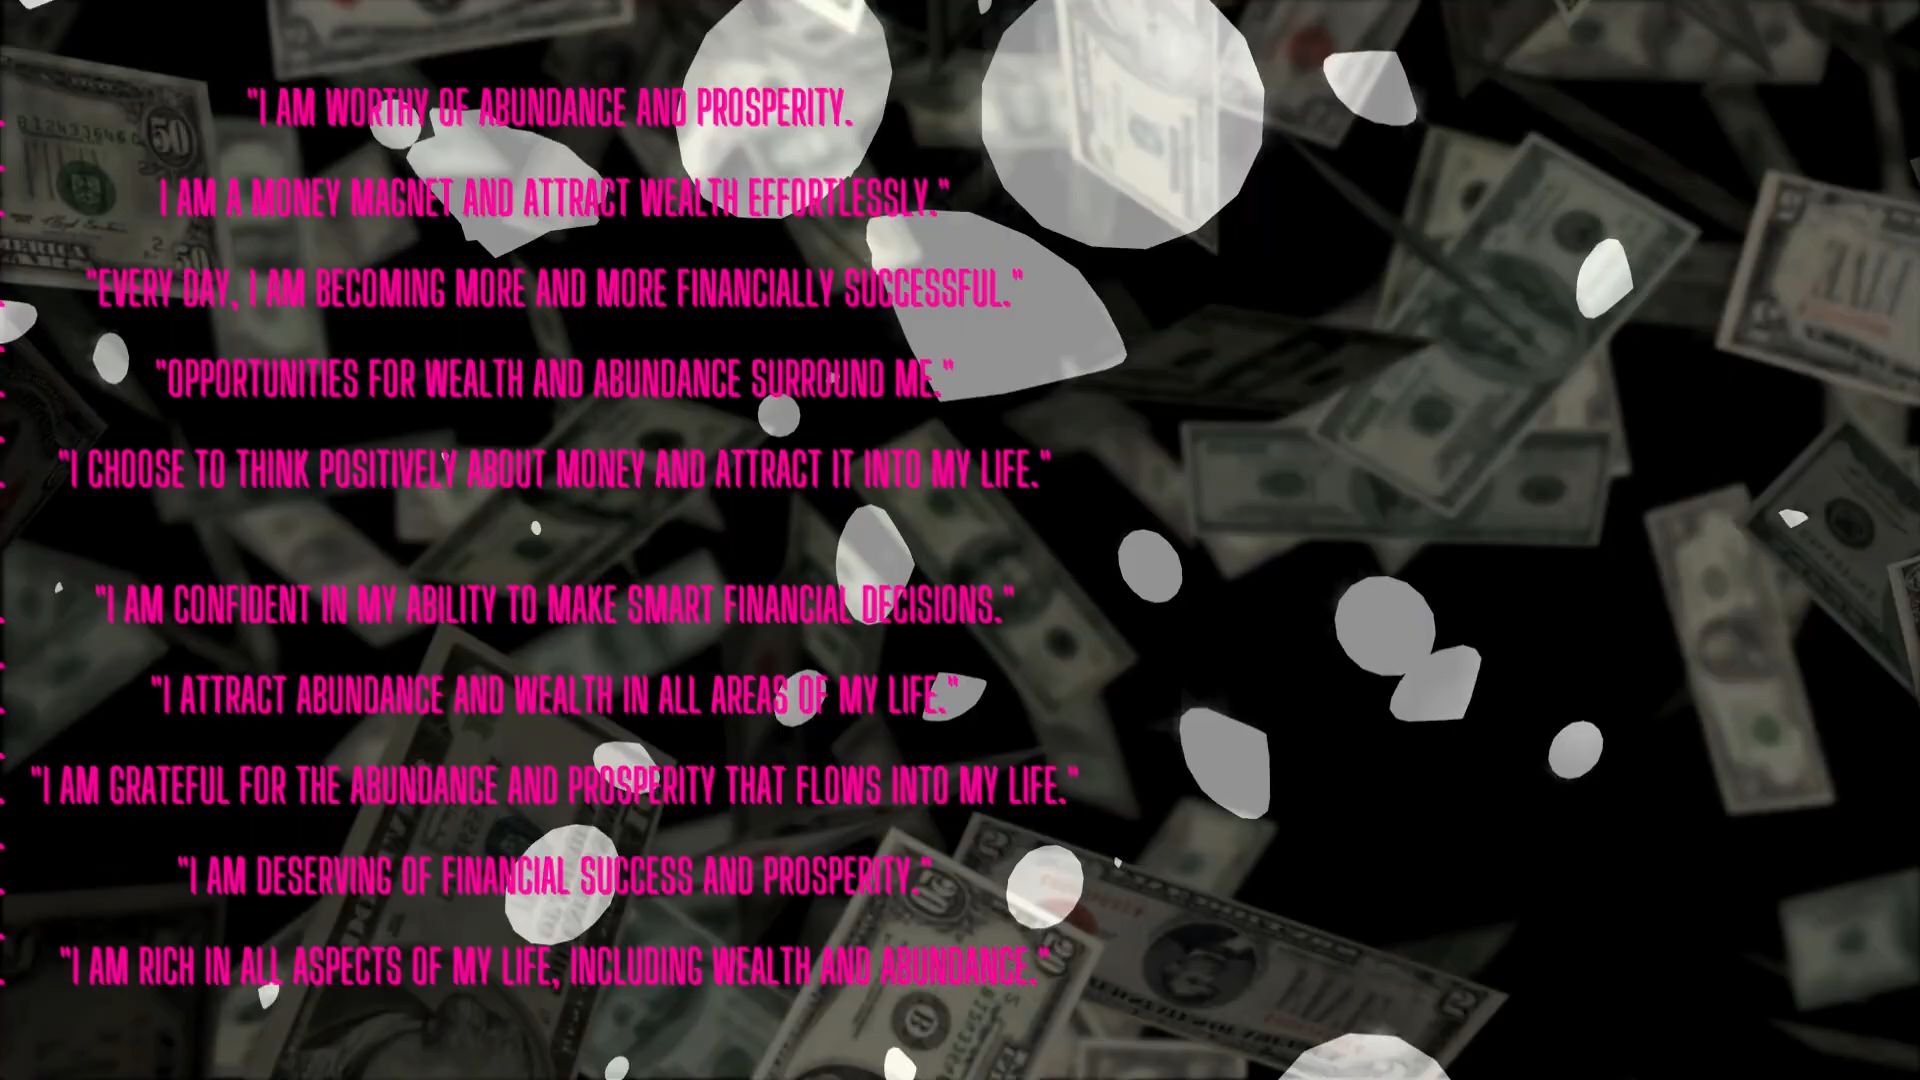 "I AM WORTHY OF ABUNDANCE AND PROSPERITY.
I AM A MONEY MAGNET AND ATTRACT WEALTH EFFORTLESSLY."
"EVERY DAY, I AM BECOMING MORE AND MORE FINANCIALLY SUCCESSFUL."
"OPPORTUNITIES FOR WEALTH AND ABUNDANCE SURROUND ME."
"I CHOOSE TO THINK POSITIVELY ABOUT MONEY AND ATTRACT IT INTO MY LIFE."
"I AM CONFIDENT IN MY ABILITY TO MAKE SMART FINANCIAL DECISIONS."
"I ATTRACT ABUNDANCE AND WEALTH IN ALL AREAS OF MY LIFE."
"I AM GRATEFUL FOR THE ABUNDANCE AND PROSPERITY THAT FLOWS INTO MY LIFE."
"I AM DESERVING OF FINANCIAL SUCCESS AND PROSPERITY."
"I AM RICH IN ALL ASPECTS OF MY LIFE, INCLUDING WEALTH AND ABUNDANCE."
50
50
20